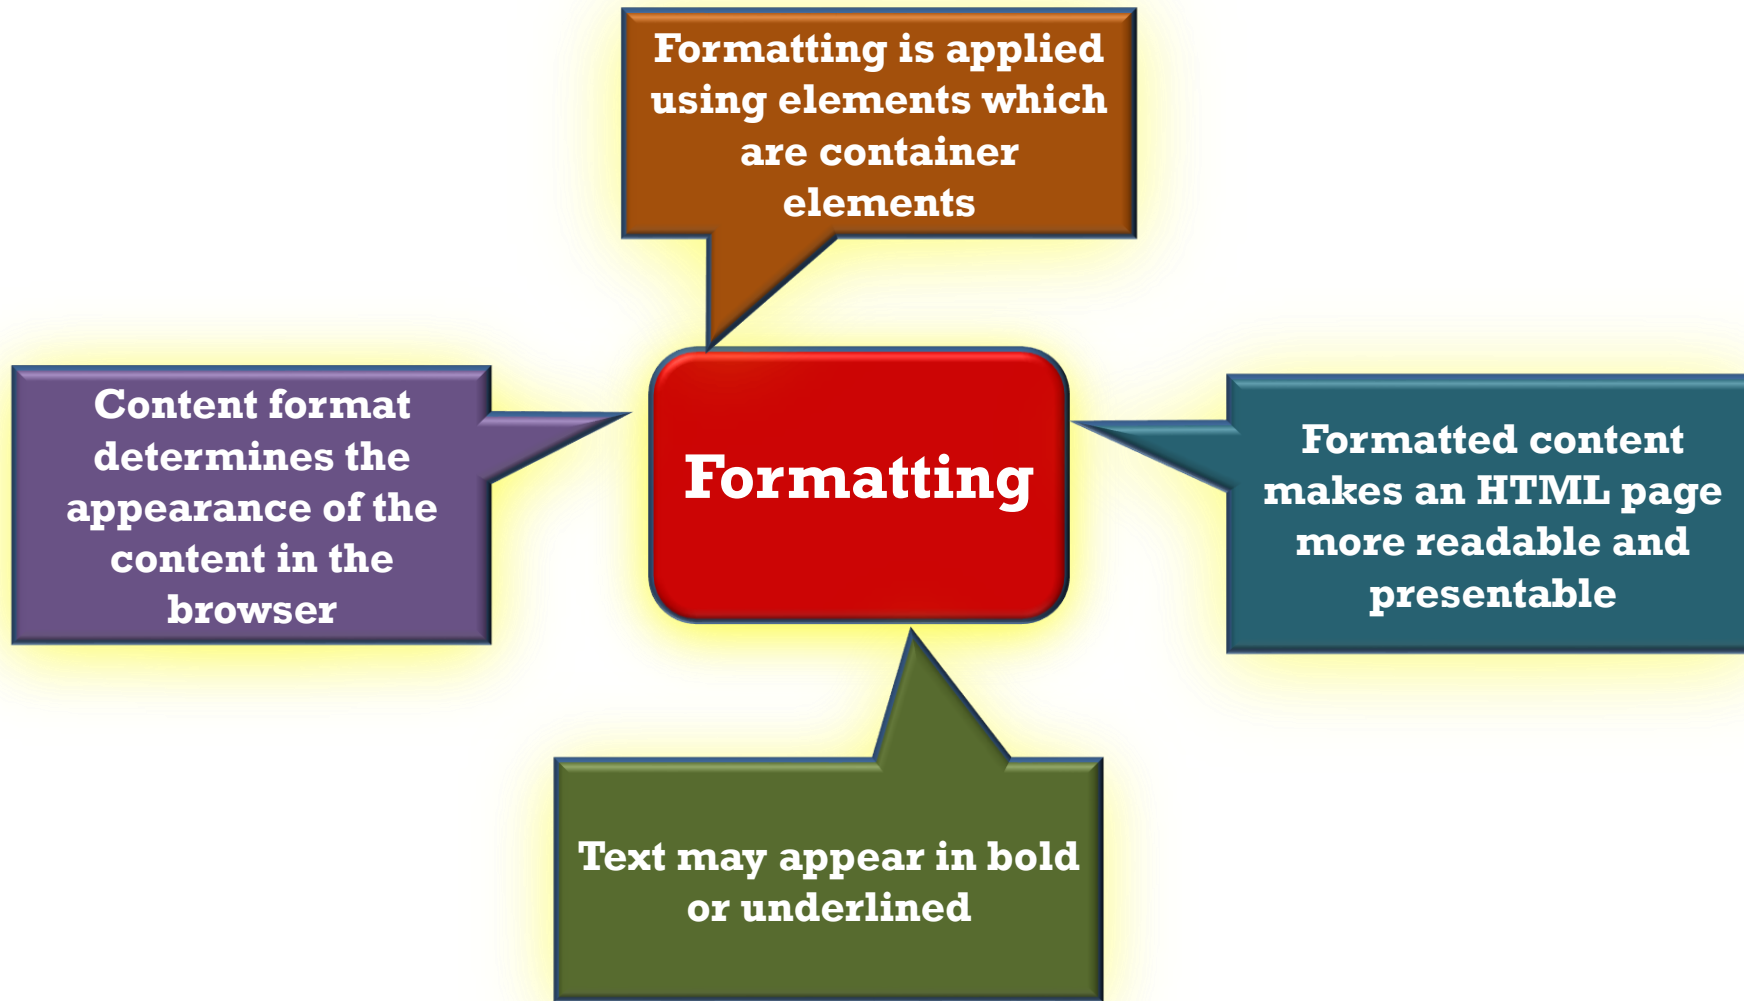 Formatting is applied
using elements which
are container
elements
Content format
determines the
appearance of the
content in the
browser
Formatting
Formatted content
makes an HTML page
more readable and
presentable
Text may appear in bold
or underlined